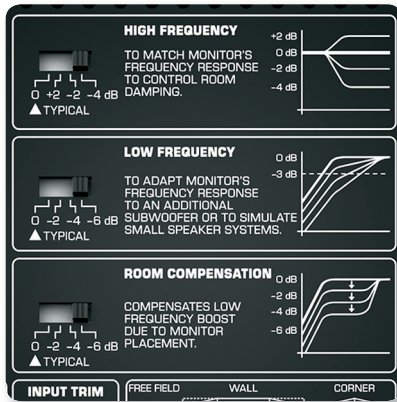 HIGH FREQUENCY
TO MATCH MONITOR'S
FREQUENCY RESPONSE
TO CONTROL ROOM
DAMPING.
0 +2 -2 -4 dB
▲TYPICAL
+2 dB
0 dB
-2 dB
-4 dB
LOW FREQUENCY
TO ADAPT MONITOR'S
FREQUENCY RESPONSE
TO AN ADDITIONAL
SUBWOOFER OR TO SIMULATE
SMALL SPEAKER SYSTEMS.
0 -2 -4 -6 dB
▲TYPICAL
0 dB
-3 dB
ROOM COMPENSATION
COMPENSATES LOW
FREQUENCY BOOST
DUE TO MONITOR
PLACEMENT.
0 -2 -4 -6 dB
▲TYPICAL
0 dB
-2 dB
-4 dB
-6 dB
INPUT TRIM
FREE FIELD WALL CORNER